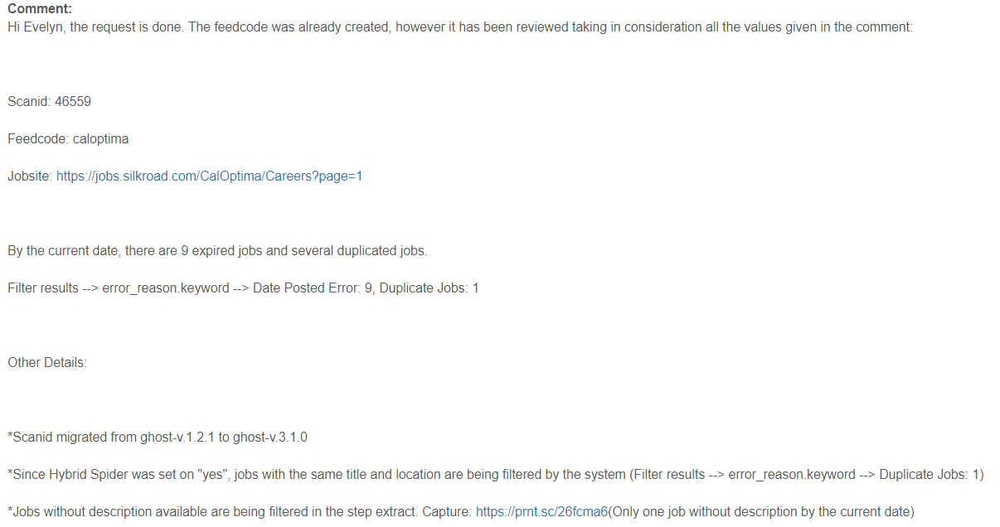 Comment:
Hi Evelyn, the request is done. The feedcode was already created, however it has been reviewed taking in consideration all the values given in the comment:
Scanid: 46559
Feedcode: caloptima
Jobsite: https://jobs.silkroad.com/CalOptima/Careers?page=1
By the current date, there are 9 expired jobs and several duplicated jobs.
Filter results --> error_reason.keyword --> Date Posted Error: 9, Duplicate Jobs: 1
Other Details:
*Scanid migrated from ghost-v.1.2.1 to ghost-v.3.1.0
*Since Hybrid Spider was set on "yes", jobs with the same title and location are being filtered by the system (Filter results --> error_reason.keyword --> Duplicate Jobs: 1)
*Jobs without description available are being filtered in the step extract. Capture: https://prnt.sc/26fcma6(Only one job without description by the current date)